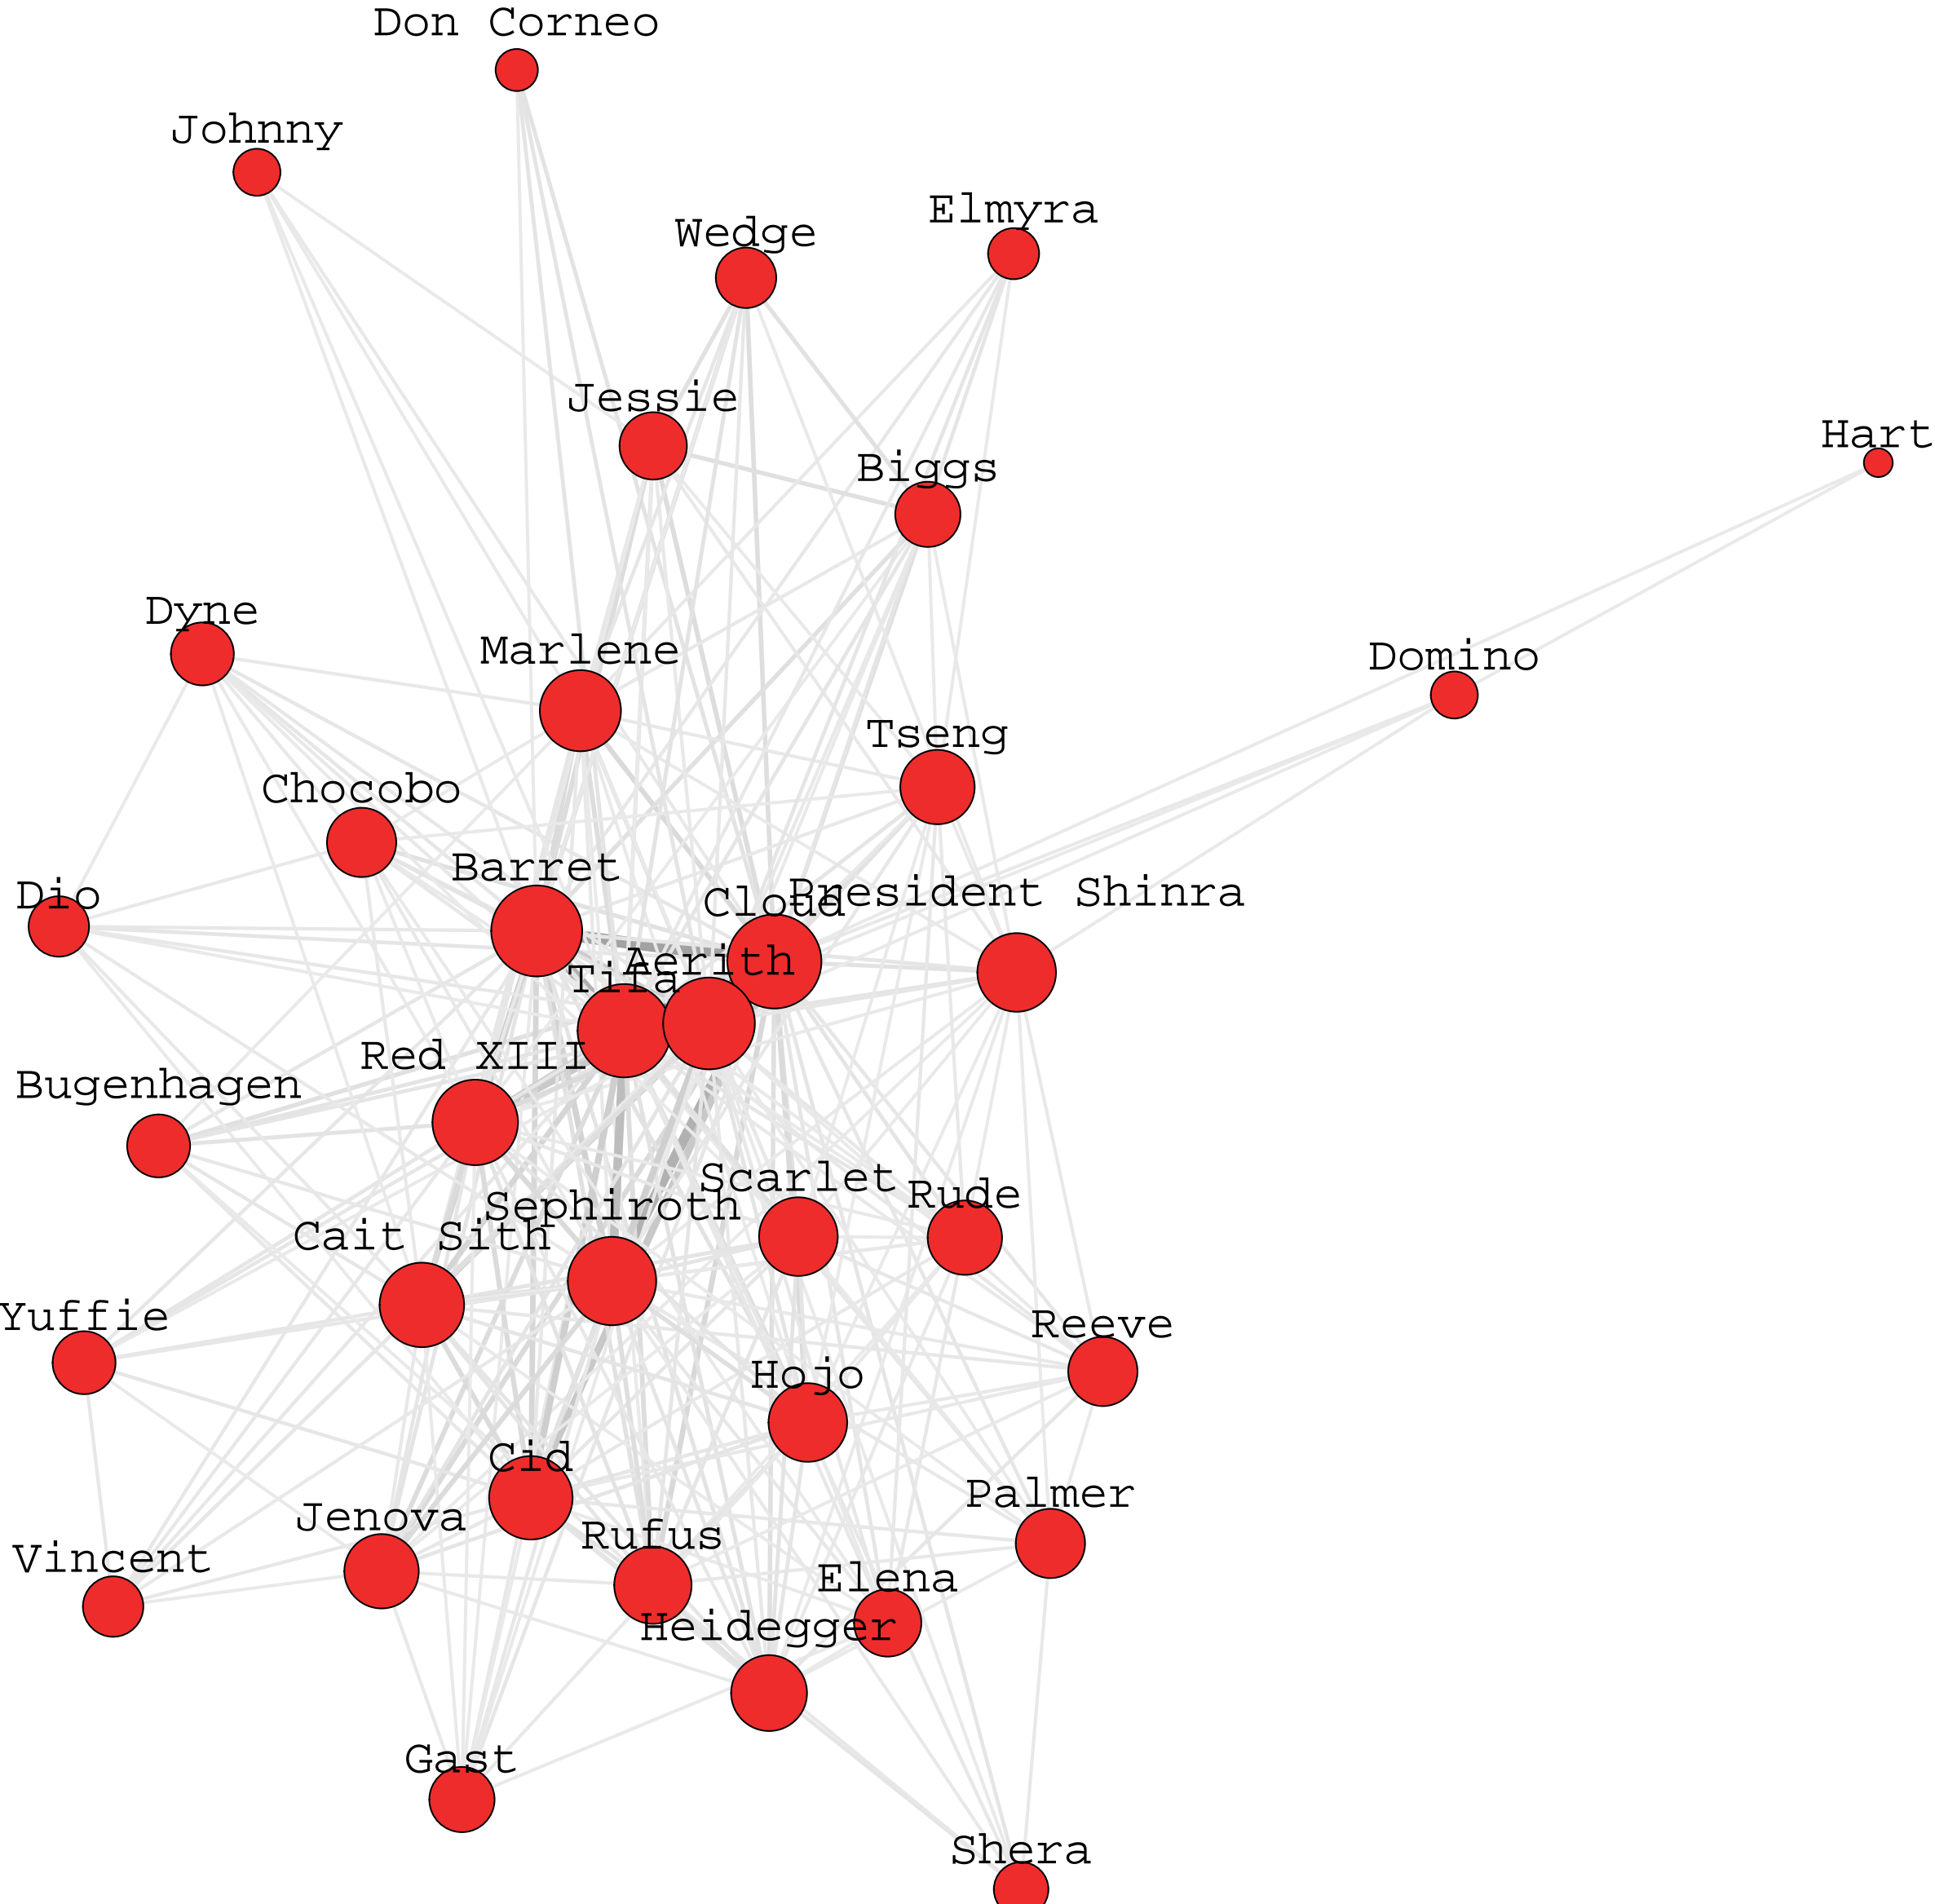 Don Corneo
Johnny
Elmyra
Wedge
Jessie
Hart
Biggs
Dyne
Marlene
Domino
Tseng
Chocobo
Barret
Dio
President Shinra
Cloud
Aerith
Tifa
Red XIII
Bugenhagen
Scarlet
Rude
Sephiroth
Cait Sith
Yuffie
Reeve
Hojo
Cid
Palmer
Jenova
Rufus
Vincent
Elena
Heidegger
Gast
Shera